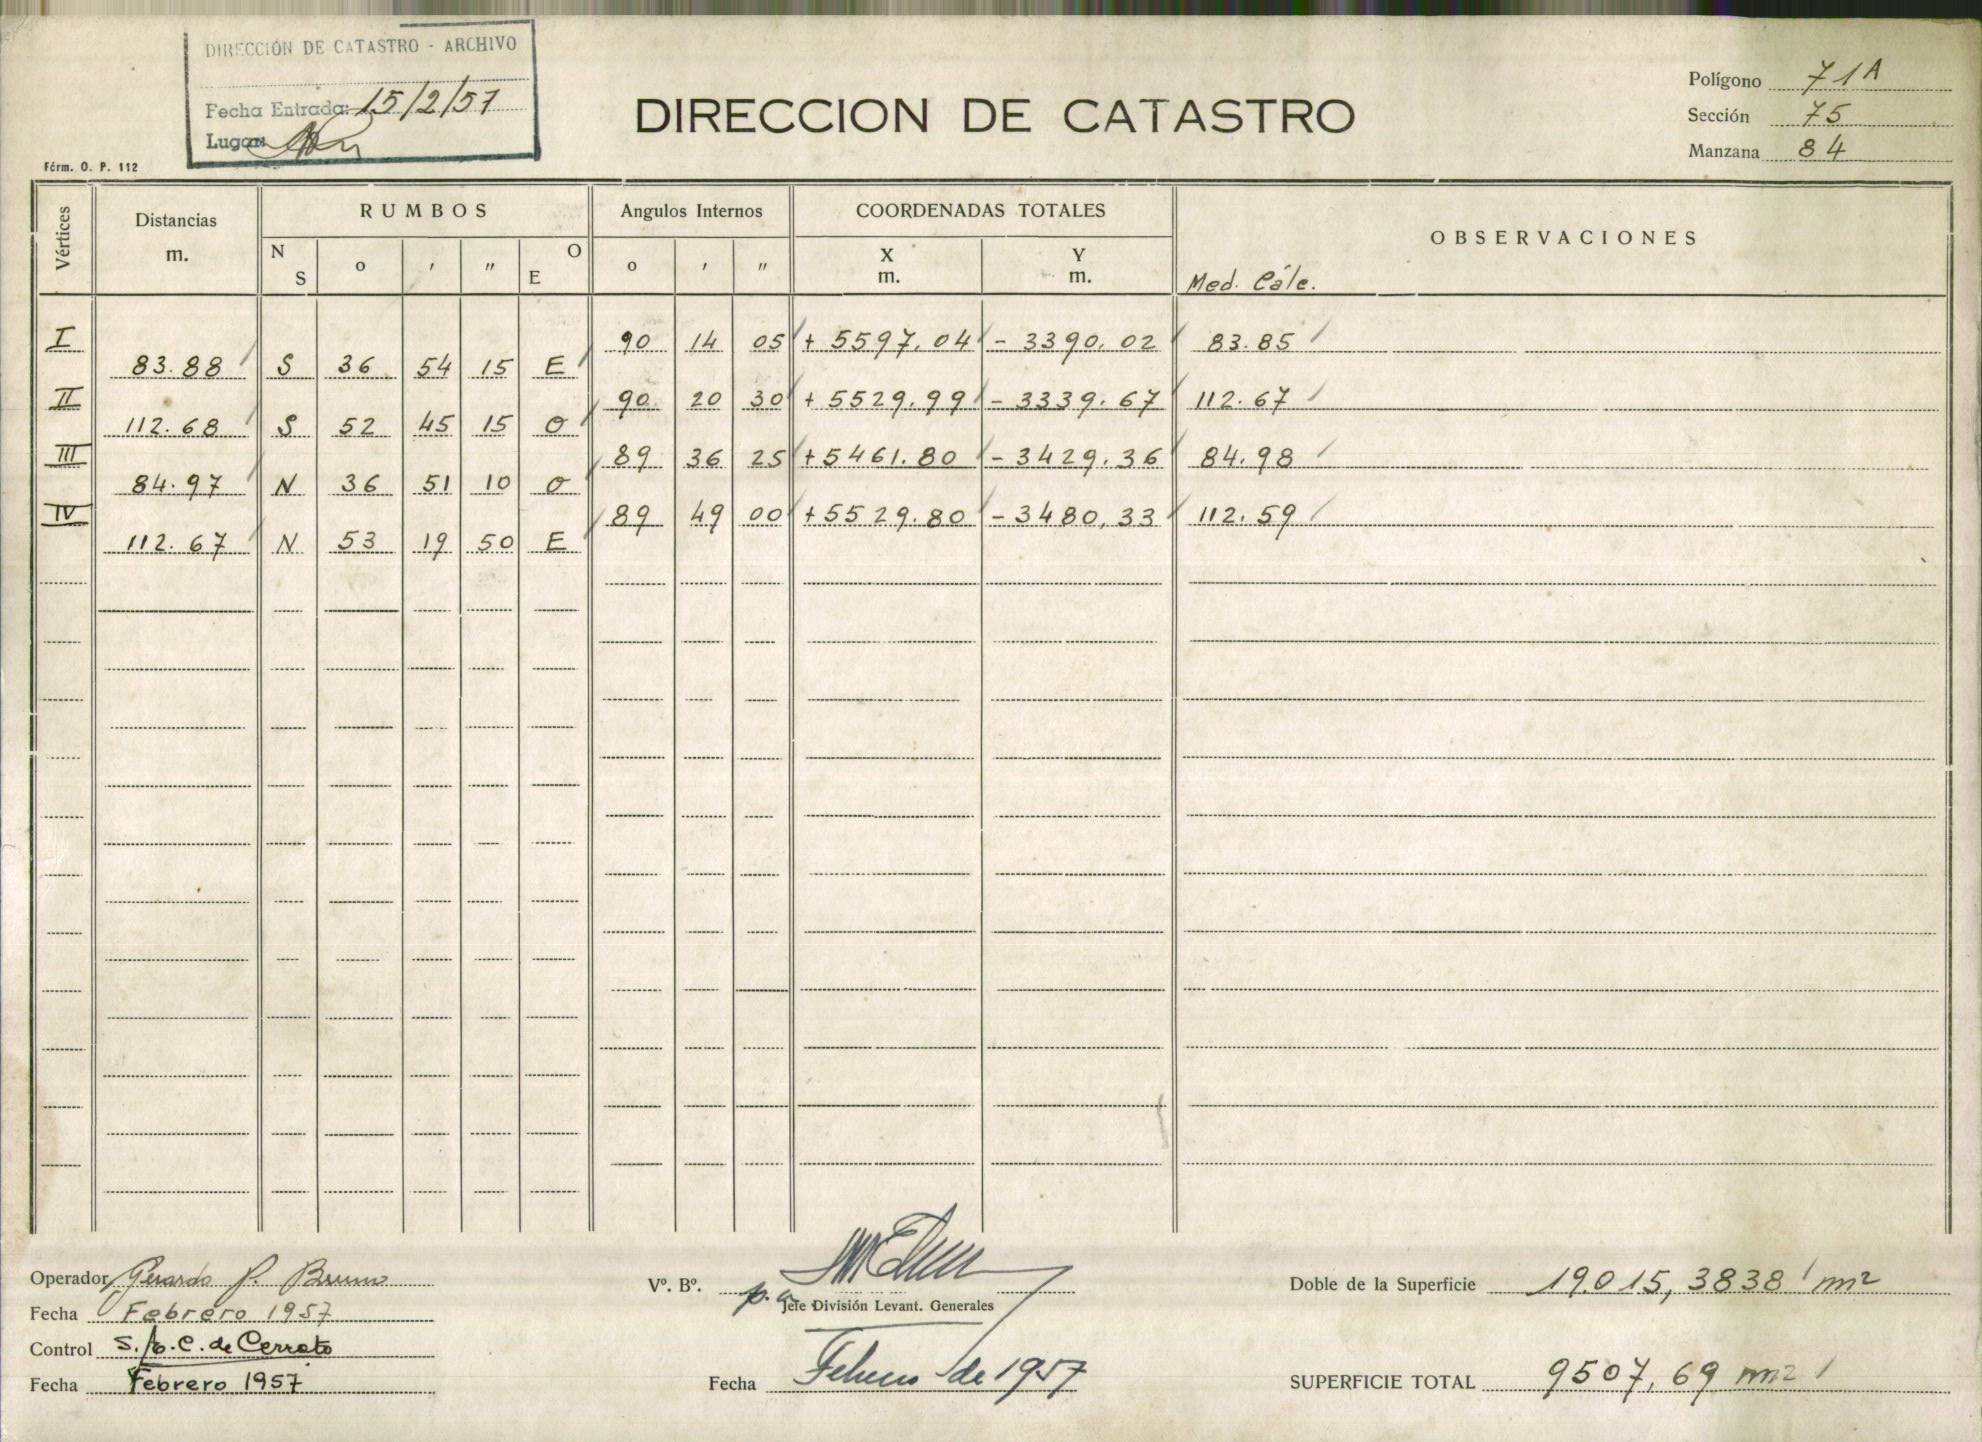 DIRECCIÓN DE CATASTRO - ARCHIVO
Fecha Entrada: 15/2/57
Lugar:
Fórm. O. P. 112
DIRECCION DE CATASTRO
Polígono 71A
Sección 75
Manzana 84
Vértices Distancias m. RUMBOS Angulos Internos COORDENADAS TOTALES OBSERVACIONES
N S o ′ ″ O E o ′ ″ X m. Y m. Med. Cálc.
I 90 14 05 + 5597.04 - 3390.02 83.85
83.88 S 36 54 15 E
II 90 20 30 + 5529.99 - 3339.67 112.67
112.68 S 52 45 15 O
III 89 36 25 + 5461.80 - 3429.36 84.98
84.97 N 36 51 10 O
IV 89 49 00 + 5529.80 - 3480,33 112.59
112.67 N 53 19 50 E
Operador Gerardo P. Bruno
Fecha Febrero 1957
Control S. C. de Cerrato
Fecha Febrero 1957
Vº. Bº. p.a
Jefe División Levant. Generales
Fecha Febrero de 1957
Doble de la Superficie 19.015,3838 m2
SUPERFICIE TOTAL 9507,69 m2